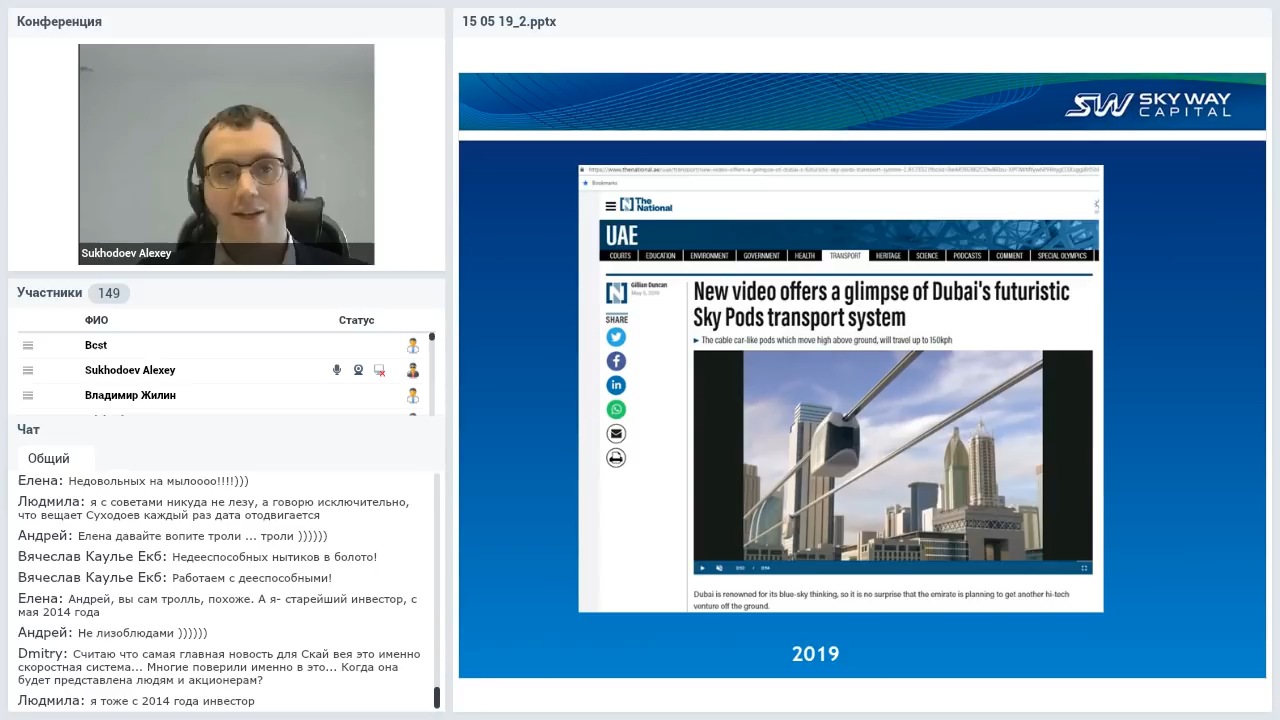 Конференция
Sukhodoev Alexey
Участники 149
ФИО Статус
Bcst
Sukhodoev Alexey
Владимир Жилин
Чат
Общий
Елена: Недовольных на мылоооо!!!!)))
Людмила: я с советами никуда не лезу, а говорю исключительно,
что вещает Суходоев каждый раз дата отодвигается
Андрей: Елена давайте вопите троли ... троли ))))))
Вячеслав Каулье Екб: Недееспособных нытиков в болото!
Вячеслав Каулье Екб: Работаем с дееспособными!
Елена: Андрей, вы сам тролль, похоже. А я- старейший инвестор, с
мая 2014 года
Андрей: Не лизоблюдами ))))))
Dmitry: Считаю что самая главная новость для Скай вея это именно
скоростная система... Многие поверили именно в это... Когда она
будет представлена людям и акционерам?
Людмила: я тоже с 2014 года инвестор
15 05 19_2.pptx
SW SKY WAY
CAPITAL
Bookmarks
N The
National
UAE
COURTS EDUCATION ENVIRONMENT GOVERNMENT HEALTH TRANSPORT HERITAGE SCIENCE PODCASTS COMMENT SPECIAL OLYMPICS
N Gillian Duncan
May 5, 2019
SHARE
New video offers a glimpse of Dubai's futuristic
Sky Pods transport system
The cable car-like pods which move high above ground, will travel up to 150kph
Dubai is renowned for its blue-sky thinking, so it is no surprise that the emirate is planning to get another hi-tech
venture off the ground.
2019